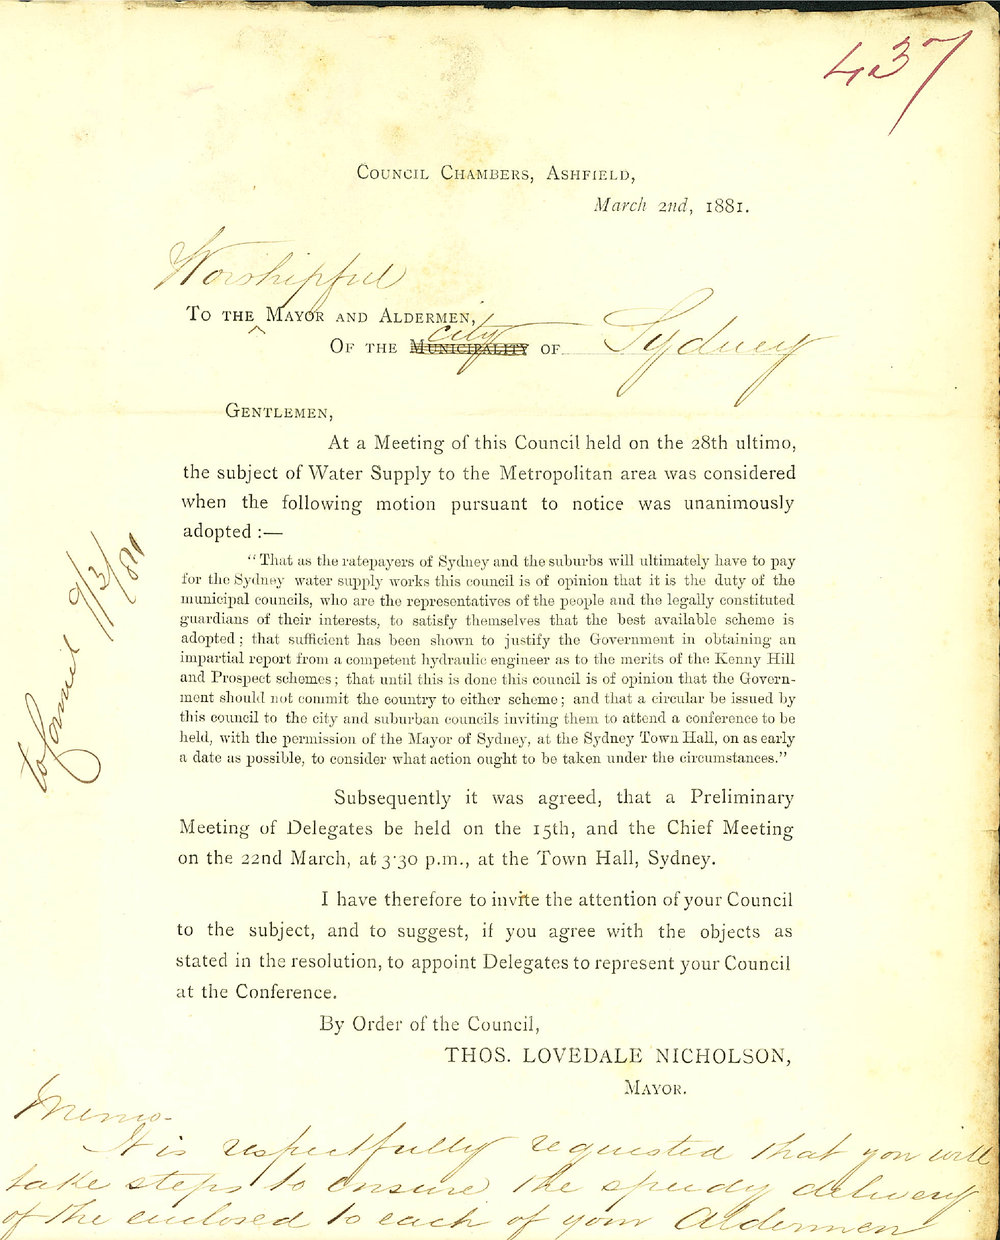 437
COUNCIL CHAMBERS, ASHFIELD,
March 2nd, 1881.
Worshipful
TO THE ^ MAYOR AND ALDERMEN,
city
OF THE MUNICIPALITY OF Sydney
GENTLEMEN,
At a Meeting of this Council held on the 28th ultimo,
the subject of Water Supply to the Metropolitan area was considered
when the following motion pursuant to notice was unanimously
adopted :—
"That as the ratepayers of Sydney and the suburbs will ultimately have to pay
for the Sydney water supply works this council is of opinion that it is the duty of the
municipal councils, who are the representatives of the people and the legally constituted
guardians of their interests, to satisfy themselves that the best available scheme is
adopted; that sufficient has been shown to justify the Government in obtaining an
impartial report from a competent hydraulic engineer as to the merits of the Kenny Hill
and Prospect schemes; that until this is done this council is of opinion that the Govern-
ment should not commit the country to either scheme; and that a circular be issued by
this council to the city and suburban councils inviting them to attend a conference to be
held, with the permission of the Mayor of Sydney, at the Sydney Town Hall, on as early
a date as possible, to consider what action ought to be taken under the circumstances."
to Council 9/3/81
Subsequently it was agreed, that a Preliminary
Meeting of Delegates be held on the 15th, and the Chief Meeting
on the 22nd March, at 3·30 p.m., at the Town Hall, Sydney.
I have therefore to invite the attention of your Council
to the subject, and to suggest, if you agree with the objects as
stated in the resolution, to appoint Delegates to represent your Council
at the Conference.
By Order of the Council,
THOS. LOVEDALE NICHOLSON,
MAYOR.
Memo-
It is respectfully requested that you will
take steps to ensure the speedy delivery
of the enclosed to each of your Aldermen